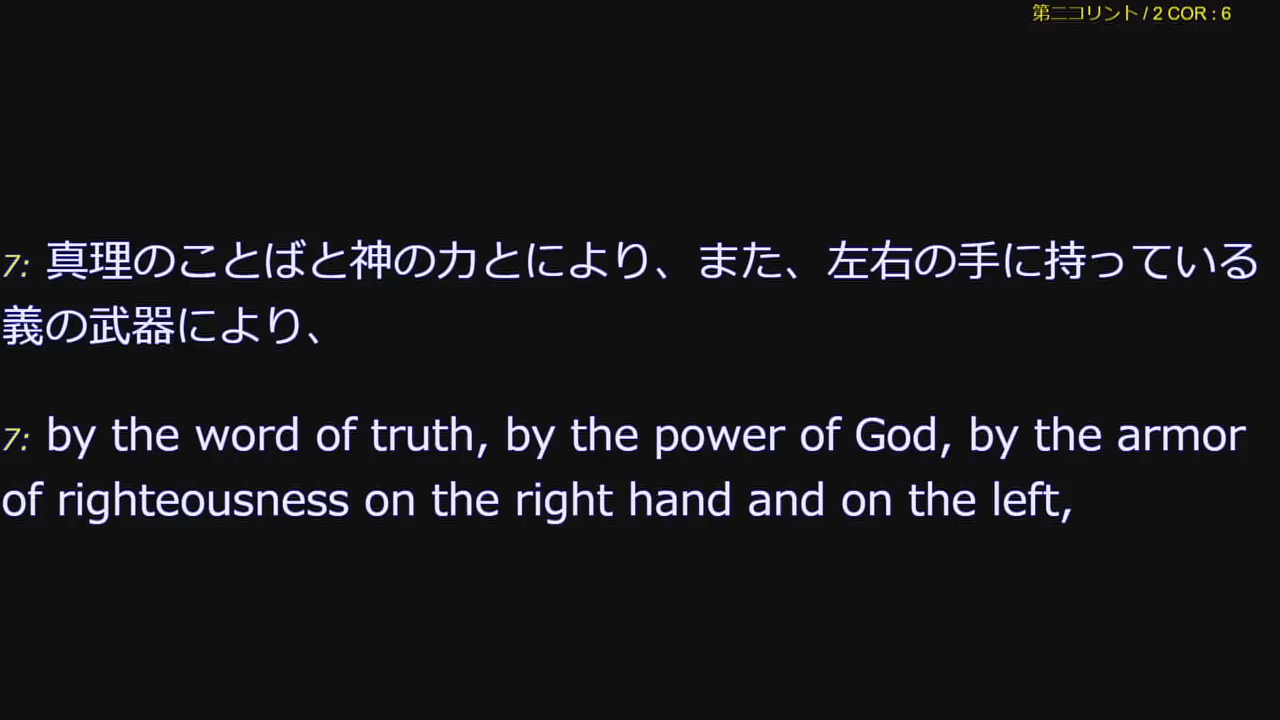 第二コリント / 2 COR : 6
7: 真理のことばと神の力とにより、また、左右の手に持っている
義の武器により、
7: by the word of truth, by the power of God, by the armor
of righteousness on the right hand and on the left,